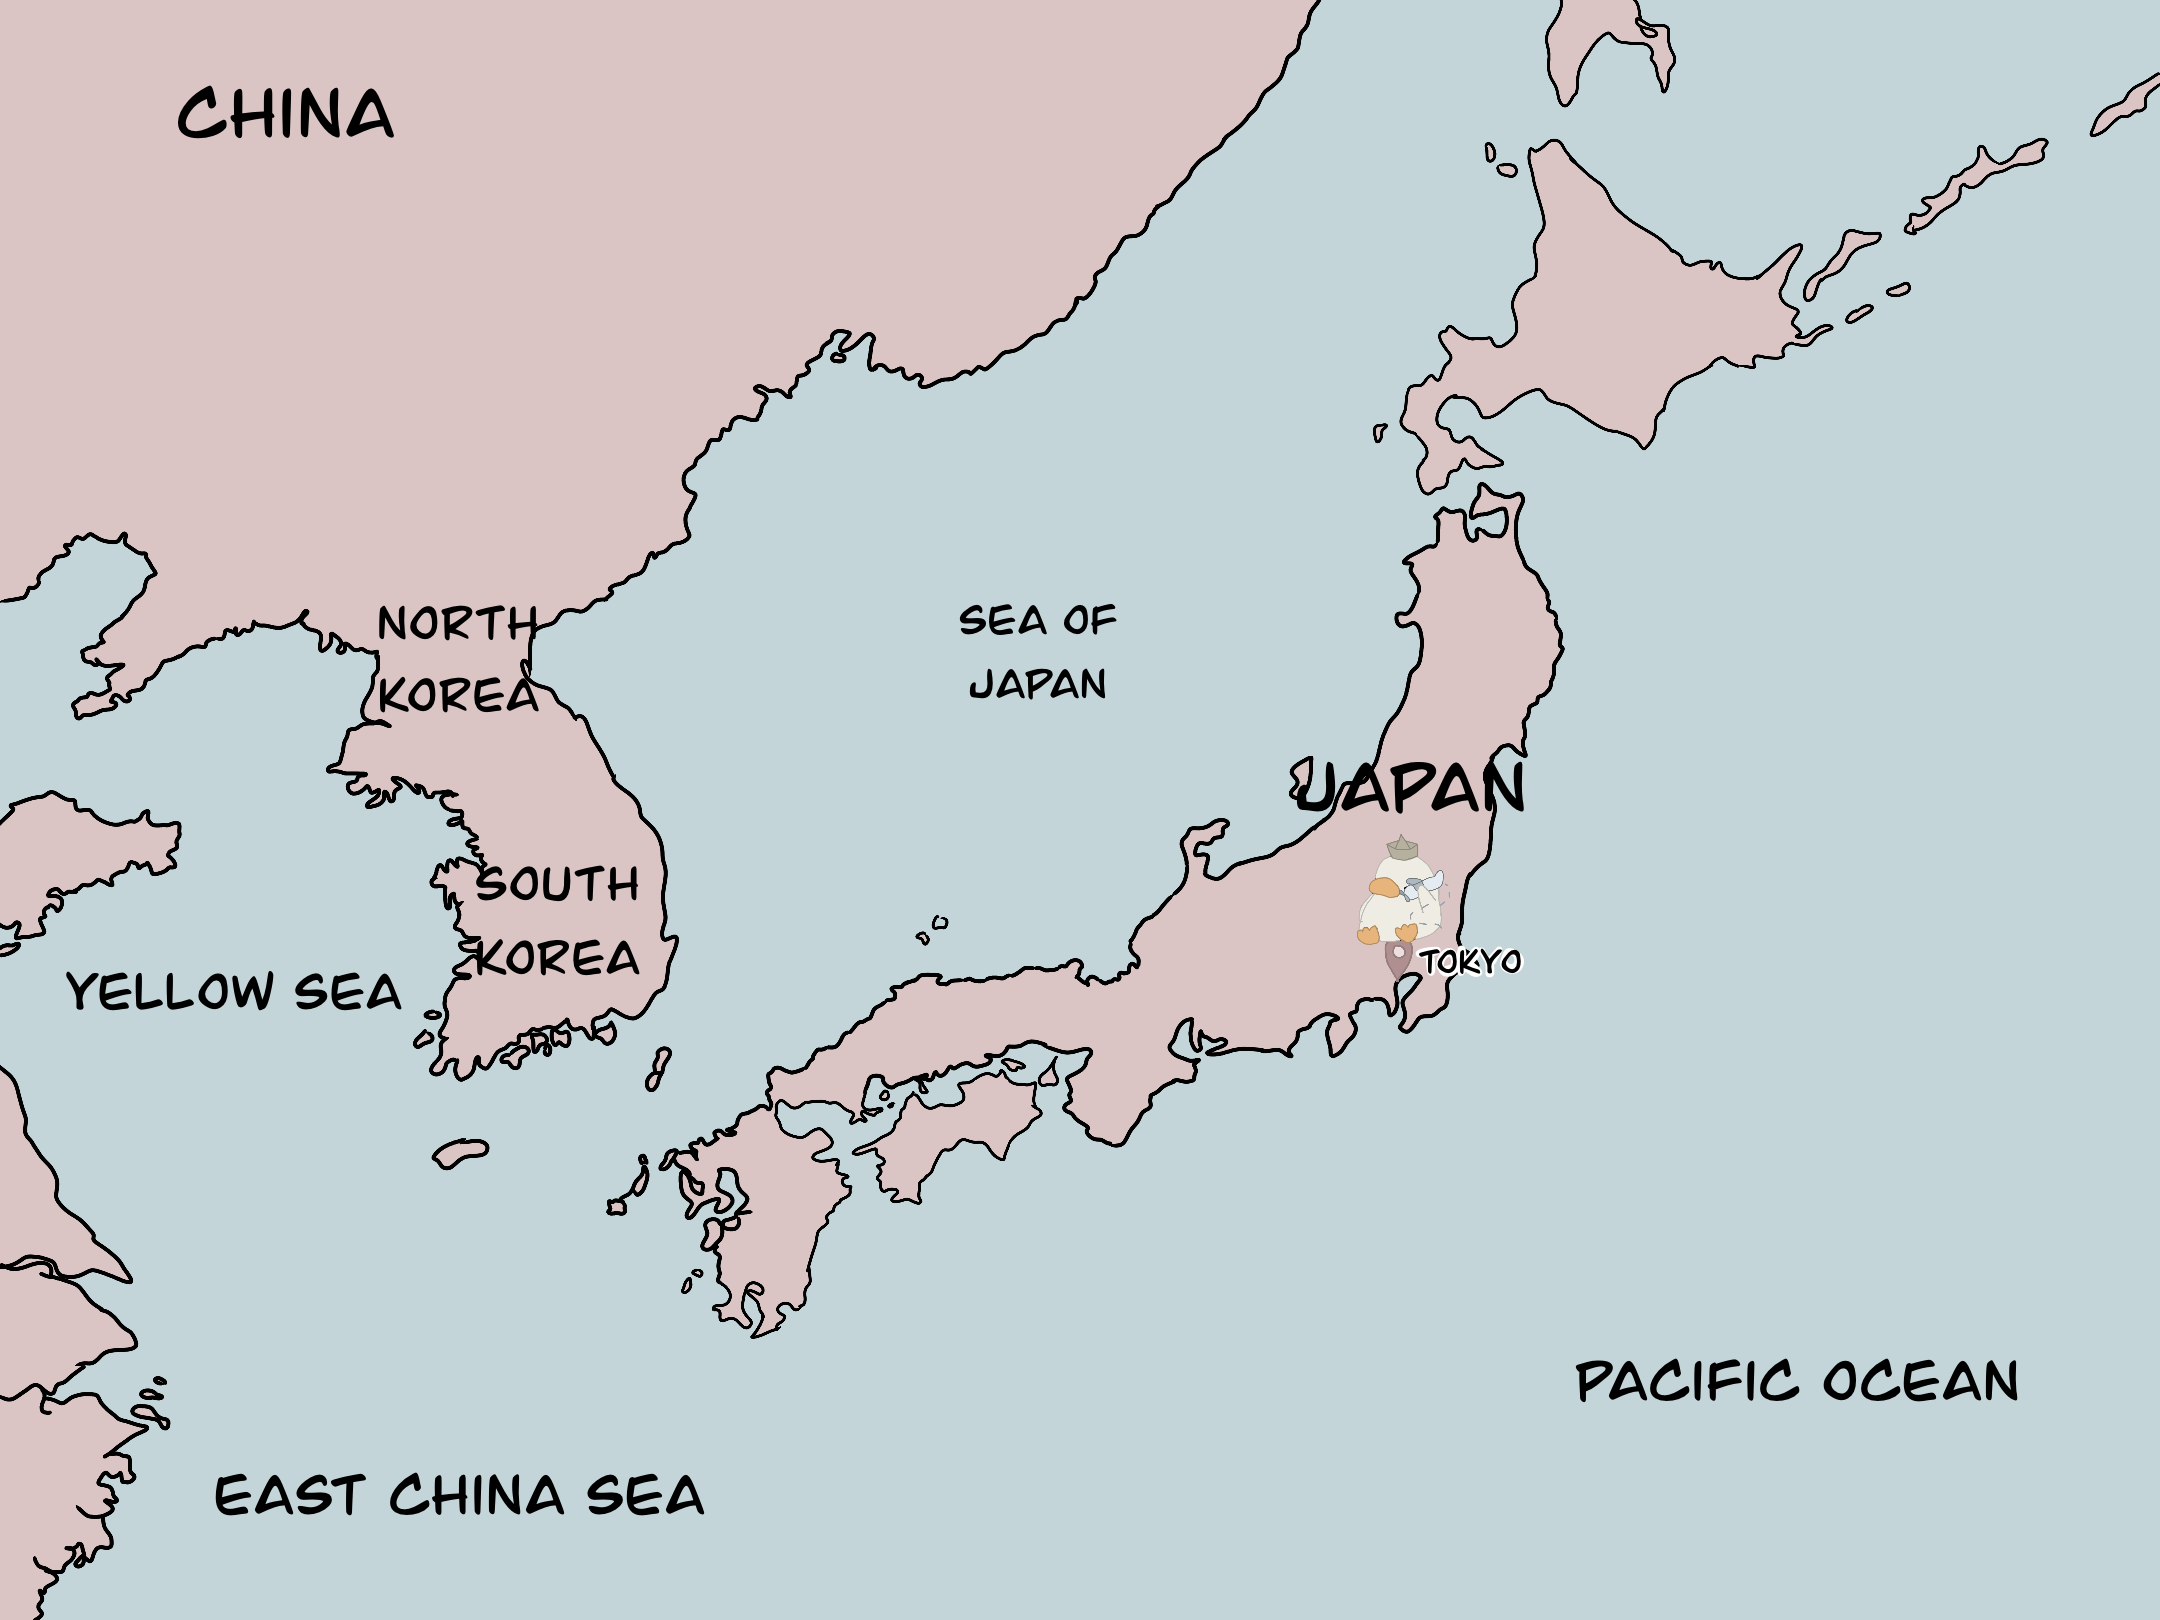 CHINA
NORTH
KOREA
SEA OF
JAPAN
JAPAN
SOUTH
KOREA
TOKYO
YELLOW SEA
PACIFIC OCEAN
EAST CHINA SEA